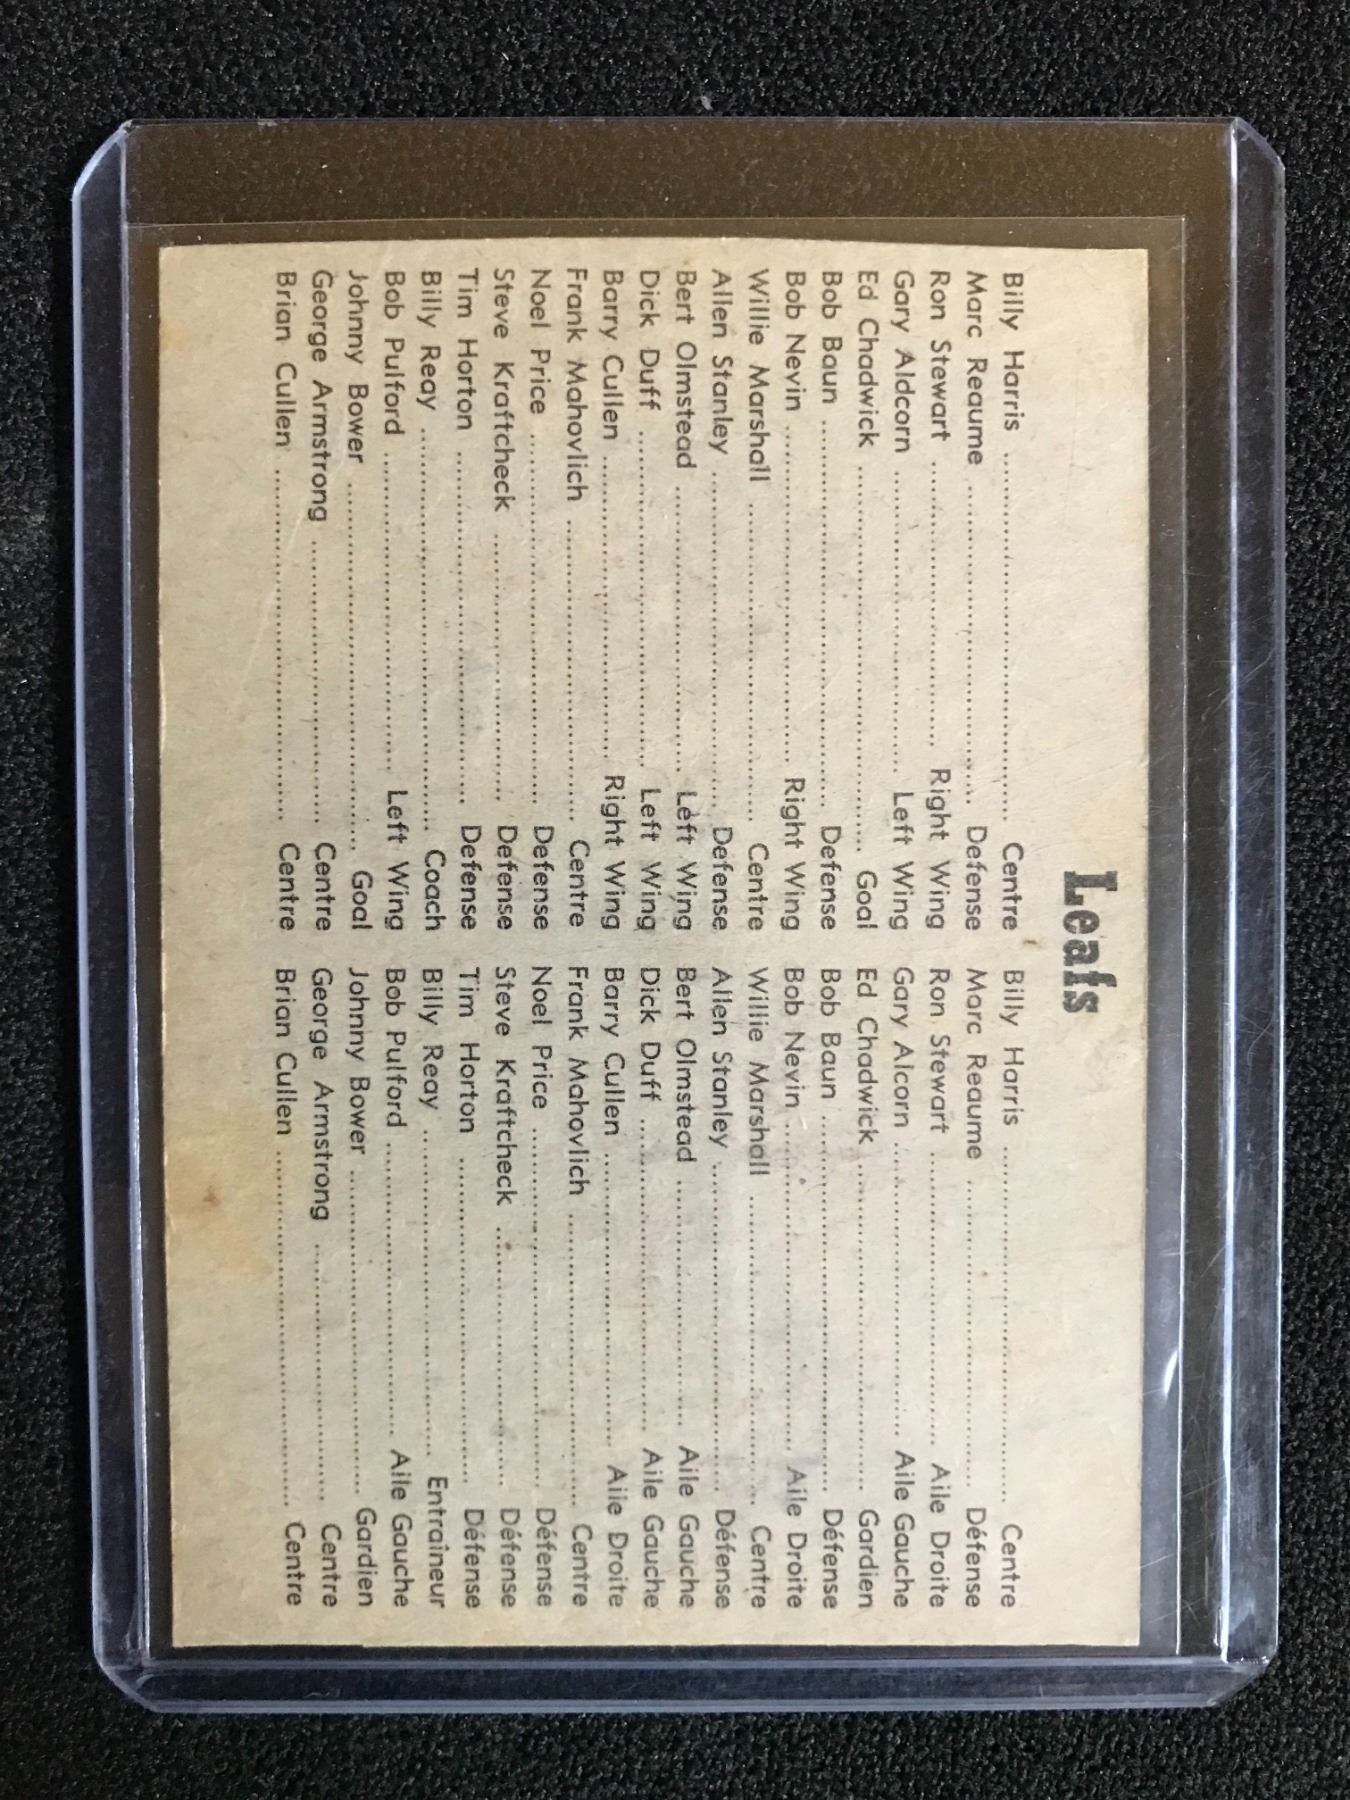 Leafs
Billy Harris ........................ Centre
Marc Reaume ........................ Defense
Ron Stewart ........................ Right Wing
Gary Aldcorn ........................ Left Wing
Ed Chadwick ........................ Goal
Bob Baun ........................ Defense
Bob Nevin ........................ Right Wing
Willie Marshall ........................ Centre
Allen Stanley ........................ Defense
Bert Olmstead ........................ Left Wing
Dick Duff ........................ Left Wing
Barry Cullen ........................ Right Wing
Frank Mahovlich ........................ Centre
Noel Price ........................ Defense
Steve Kraftcheck ........................ Defense
Tim Horton ........................ Defense
Billy Reay ........................ Coach
Bob Pulford ........................ Left Wing
Johnny Bower ........................ Goal
George Armstrong ........................ Centre
Brian Cullen ........................ Centre
Billy Harris ........................ Centre
Marc Reaume ........................ Défense
Ron Stewart ........................ Aile Droite
Gary Alcorn ........................ Aile Gauche
Ed Chadwick ........................ Gardien
Bob Baun ........................ Défense
Bob Nevin ........................ Aile Droite
Willie Marshall ........................ Centre
Allen Stanley ........................ Défense
Bert Olmstead ........................ Aile Gauche
Dick Duff ........................ Aile Gauche
Barry Cullen ........................ Aile Droite
Frank Mahovlich ........................ Centre
Noel Price ........................ Défense
Steve Kraftcheck ........................ Défense
Tim Horton ........................ Défense
Billy Reay ........................ Entraîneur
Bob Pulford ........................ Aile Gauche
Johnny Bower ........................ Gardien
George Armstrong ........................ Centre
Brian Cullen ........................ Centre